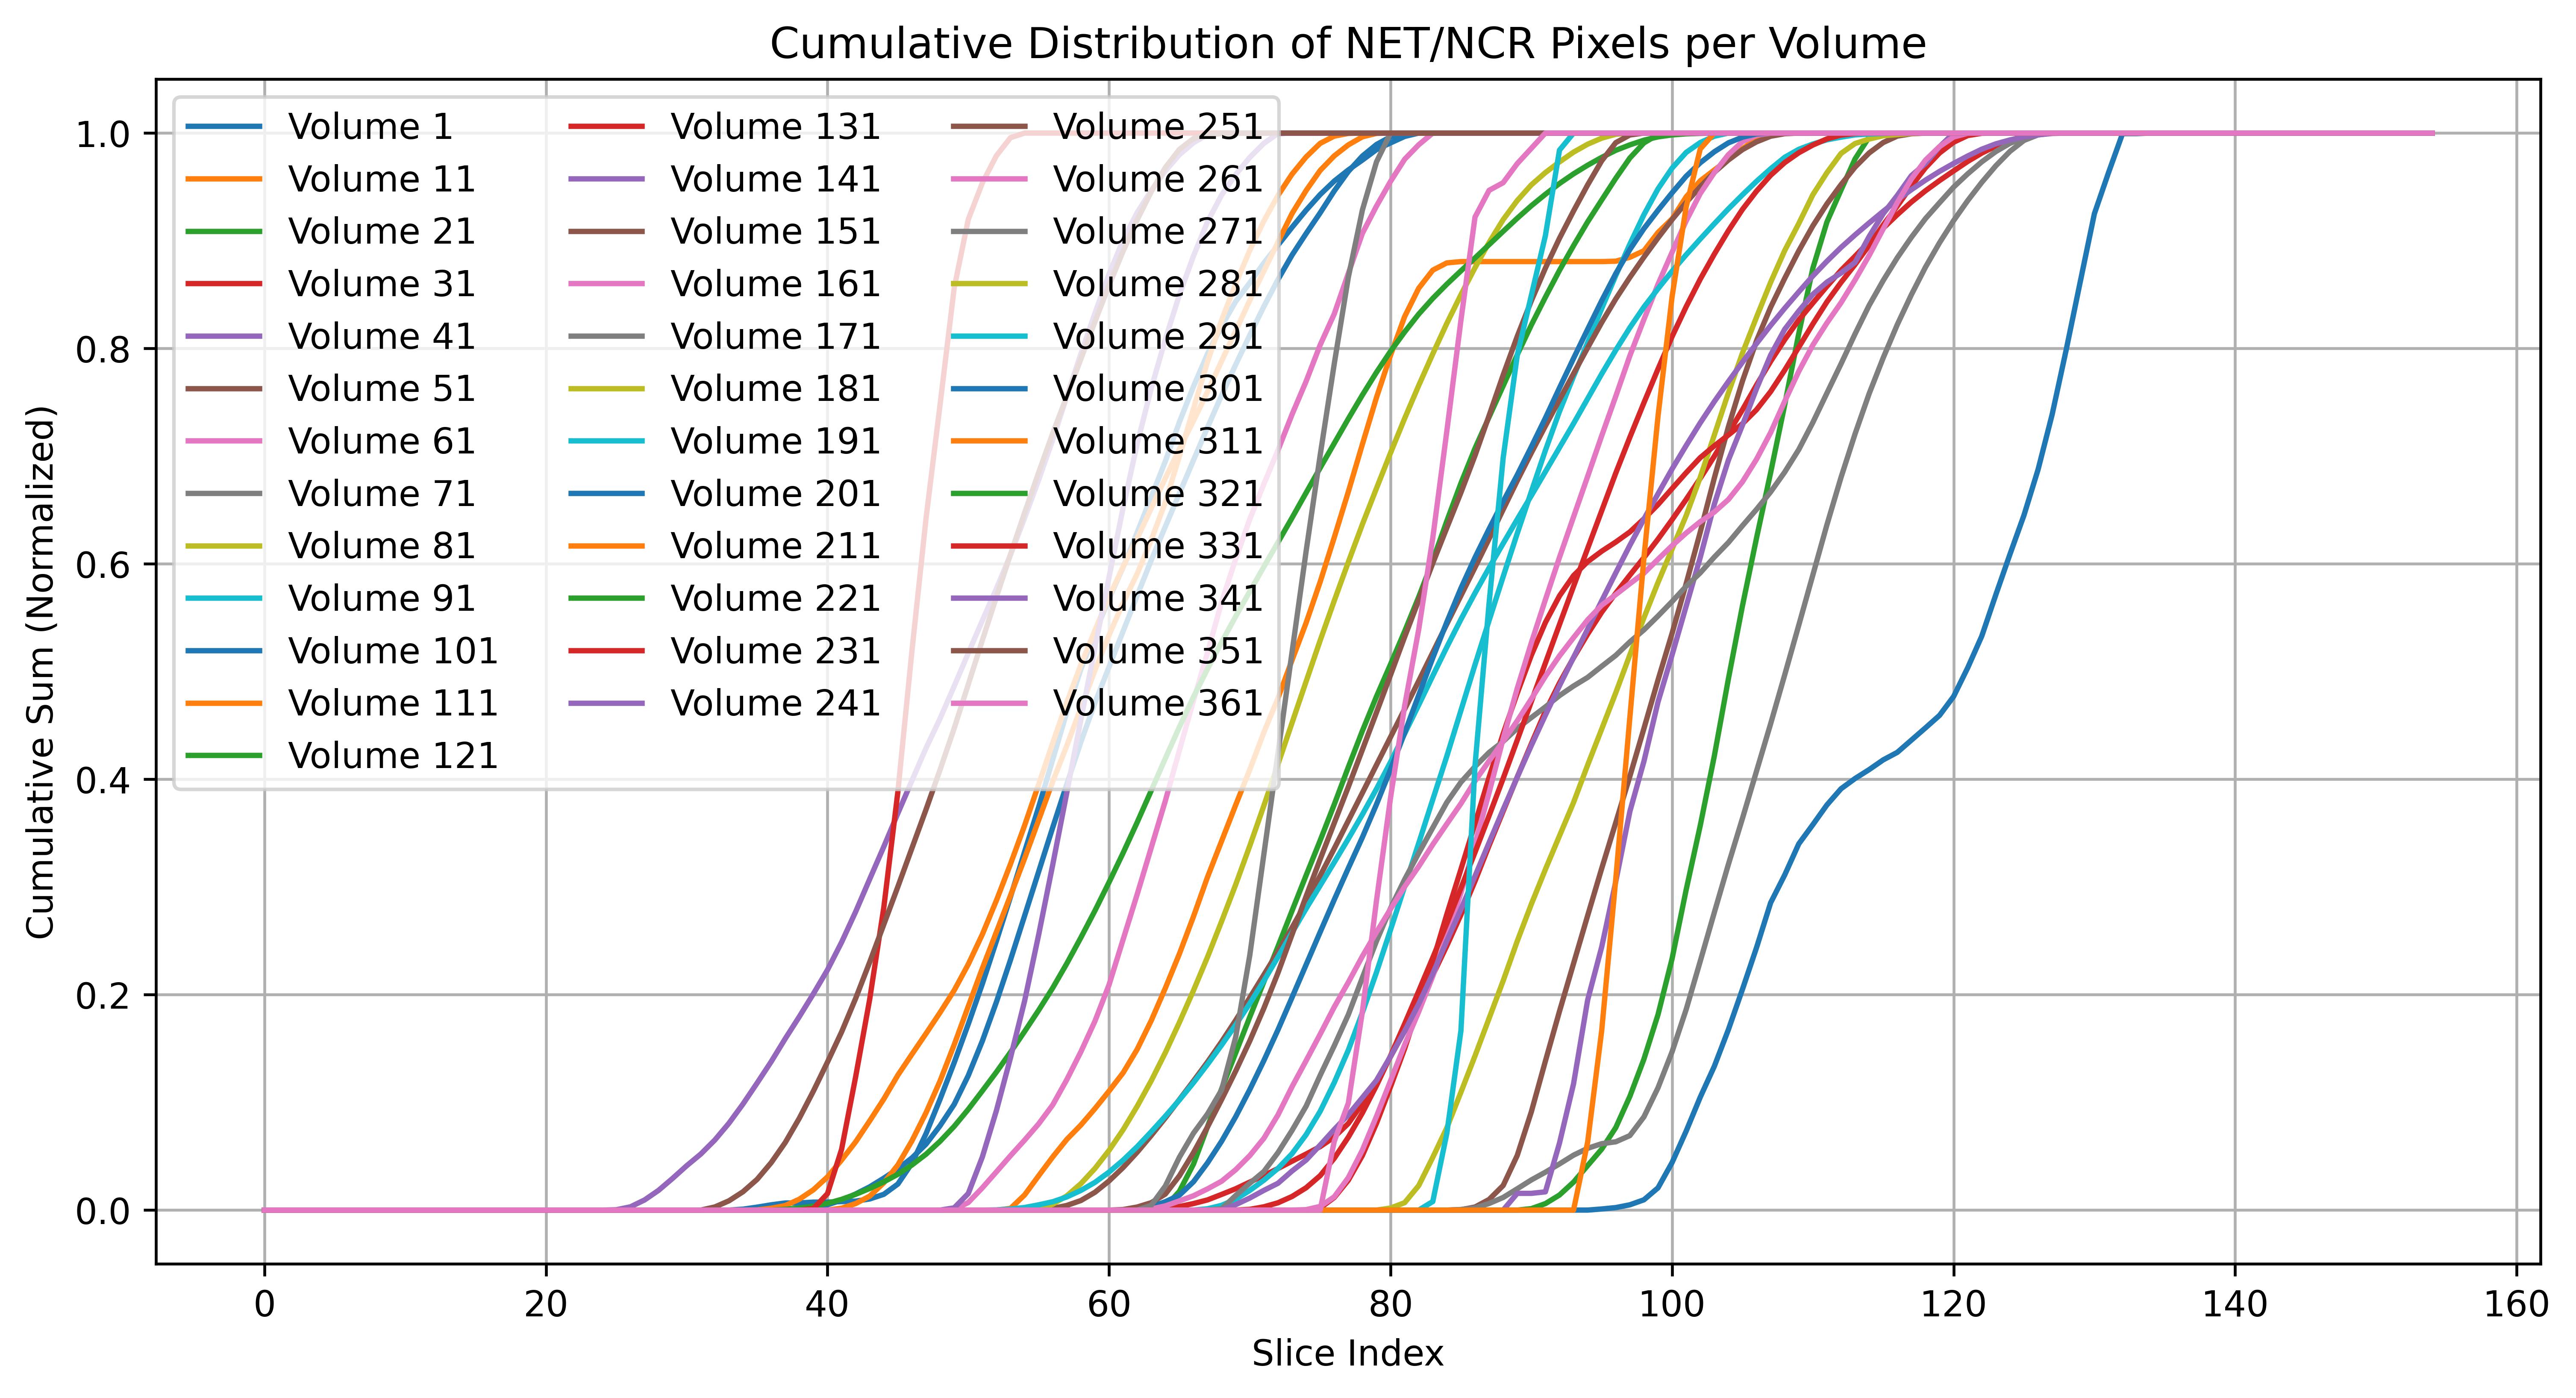 Cumulative Distribution of NET/NCR Pixels per Volume
Cumulative Sum (Normalized)
1.0
0.8
0.6
0.4
0.2
0.0
Volume 1
Volume 11
Volume 21
Volume 31
Volume 41
Volume 51
Volume 61
Volume 71
Volume 81
Volume 91
Volume 101
Volume 111
Volume 121
Volume 131
Volume 141
Volume 151
Volume 161
Volume 171
Volume 181
Volume 191
Volume 201
Volume 211
Volume 221
Volume 231
Volume 241
Volume 251
Volume 261
Volume 271
Volume 281
Volume 291
Volume 301
Volume 311
Volume 321
Volume 331
Volume 341
Volume 351
Volume 361
0 20 40 60 80 100 120 140 160
Slice Index